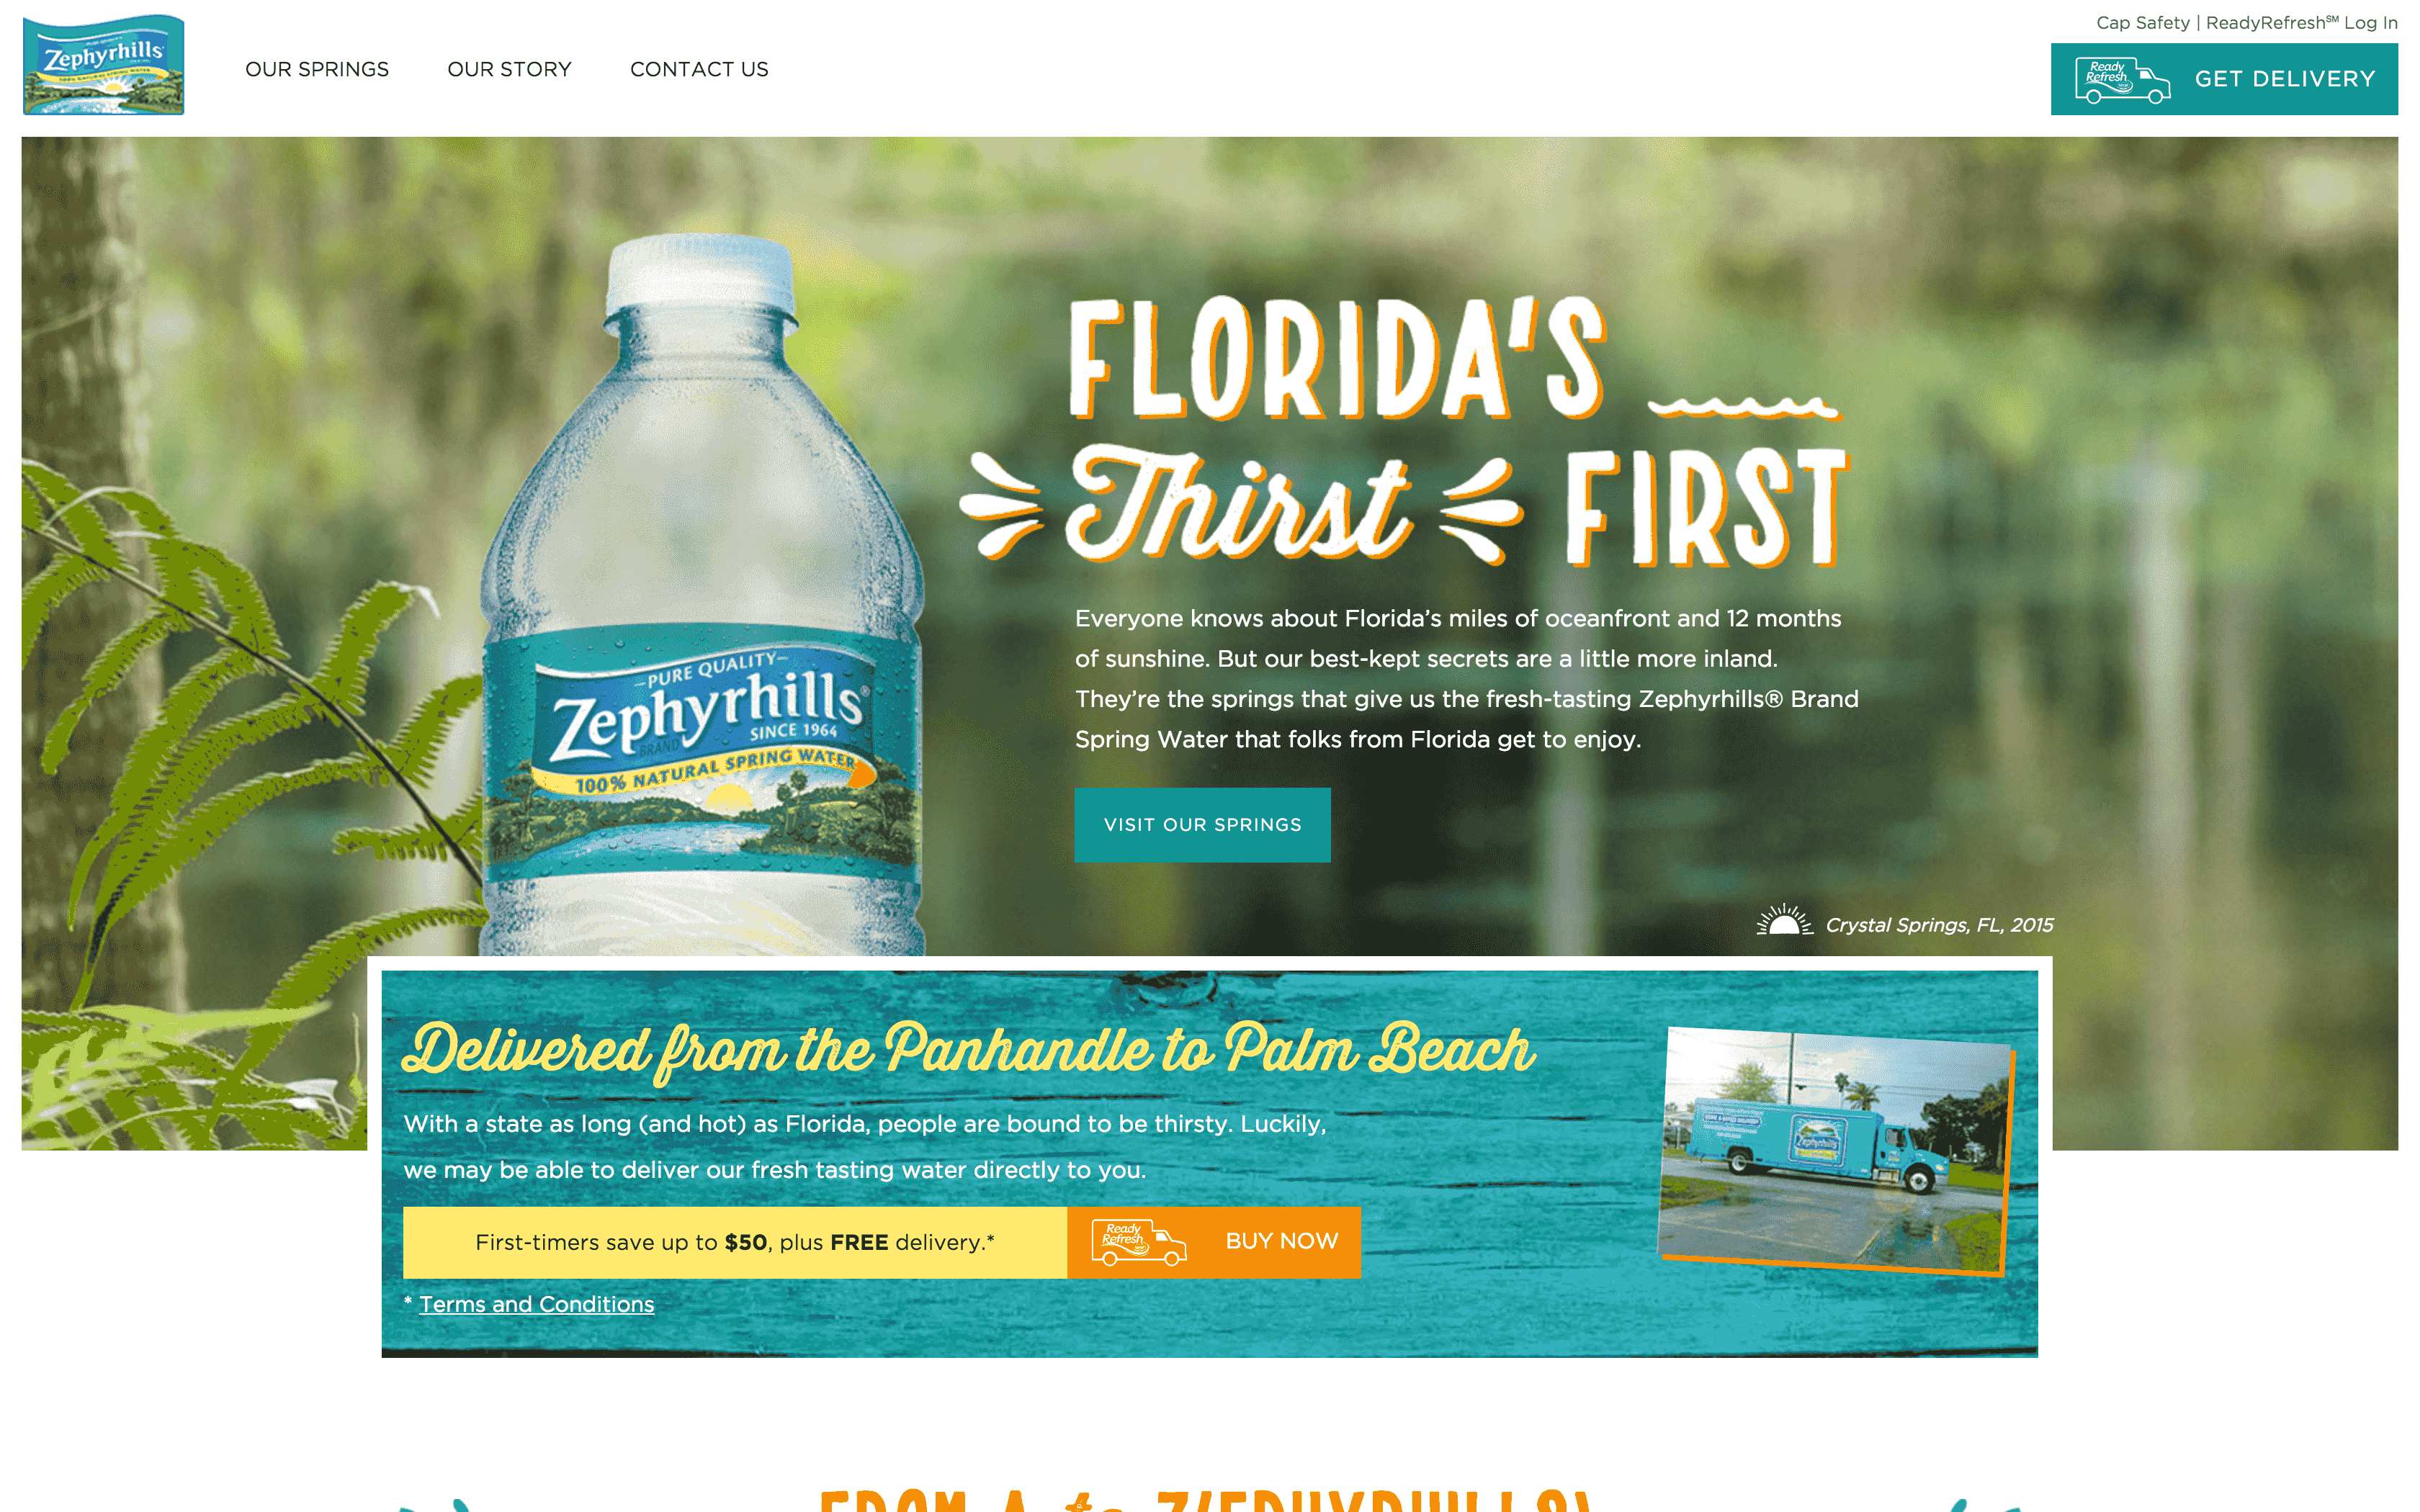 Zephyrhills
100% NATURAL SPRING WATER
OUR SPRINGS
OUR STORY
CONTACT US
Cap Safety | ReadyRefresh℠ Log In
Ready
Refresh
GET DELIVERY
FLORIDA'S
Thirst FIRST
PURE QUALITY
Zephyrhills®
BRAND
SINCE 1964
100% NATURAL SPRING WATER
Everyone knows about Florida’s miles of oceanfront and 12 months
of sunshine. But our best-kept secrets are a little more inland.
They’re the springs that give us the fresh-tasting Zephyrhills® Brand
Spring Water that folks from Florida get to enjoy.
VISIT OUR SPRINGS
Crystal Springs, FL, 2015
Delivered from the Panhandle to Palm Beach
With a state as long (and hot) as Florida, people are bound to be thirsty. Luckily,
we may be able to deliver our fresh tasting water directly to you.
First-timers save up to $50, plus FREE delivery.*
Ready
Refresh
BUY NOW
* Terms and Conditions
Zephyrhills